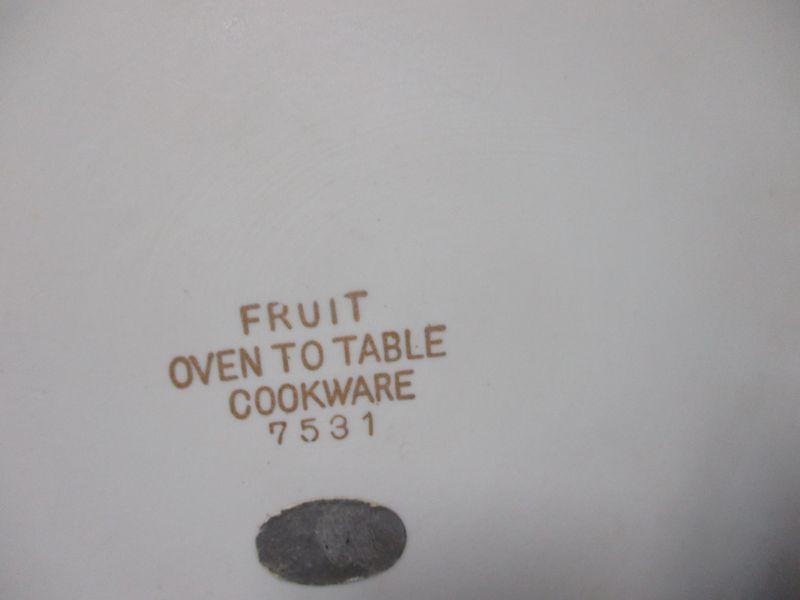 FRUIT
OVEN TO TABLE
COOKWARE
7531